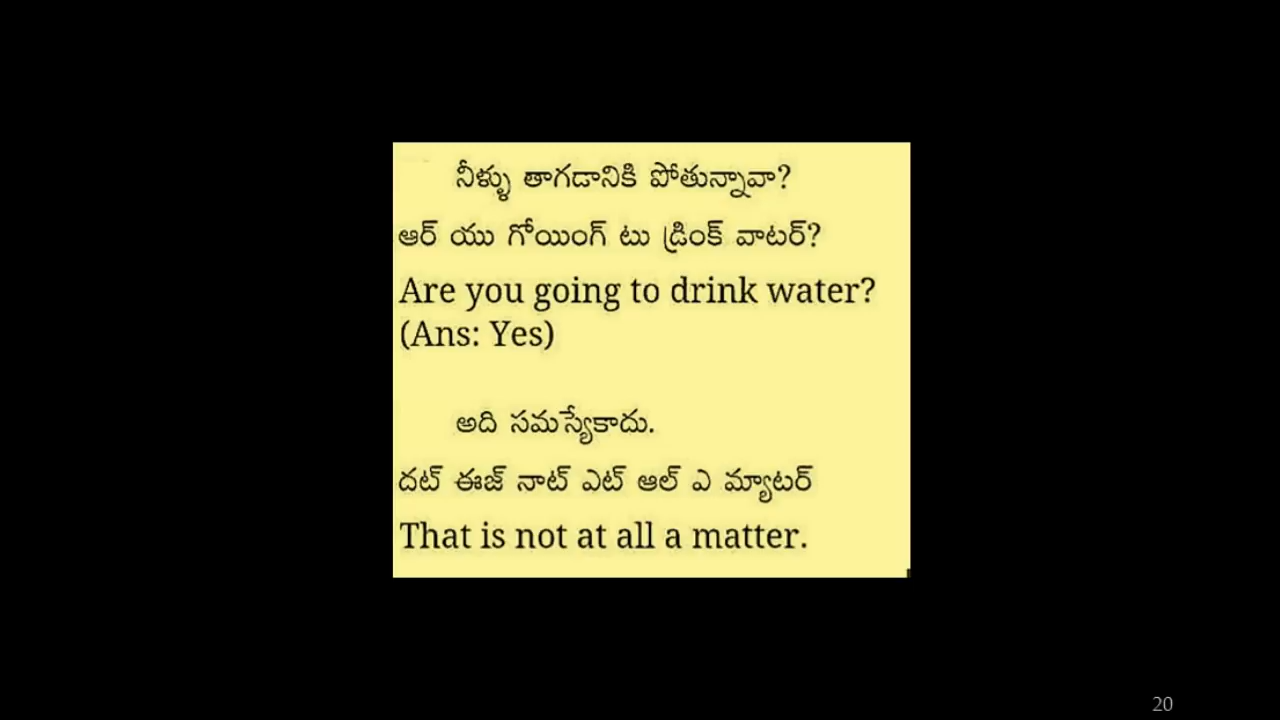 నీళ్ళు తాగడానికి పోతున్నావా?
ఆర్ యు గోయింగ్ టు డ్రింక్ వాటర్?
Are you going to drink water?
(Ans: Yes)
అది సమస్యేకాదు.
దట్ ఈజ్ నాట్ ఎట్ ఆల్ ఎ మ్యాటర్
That is not at all a matter.
20